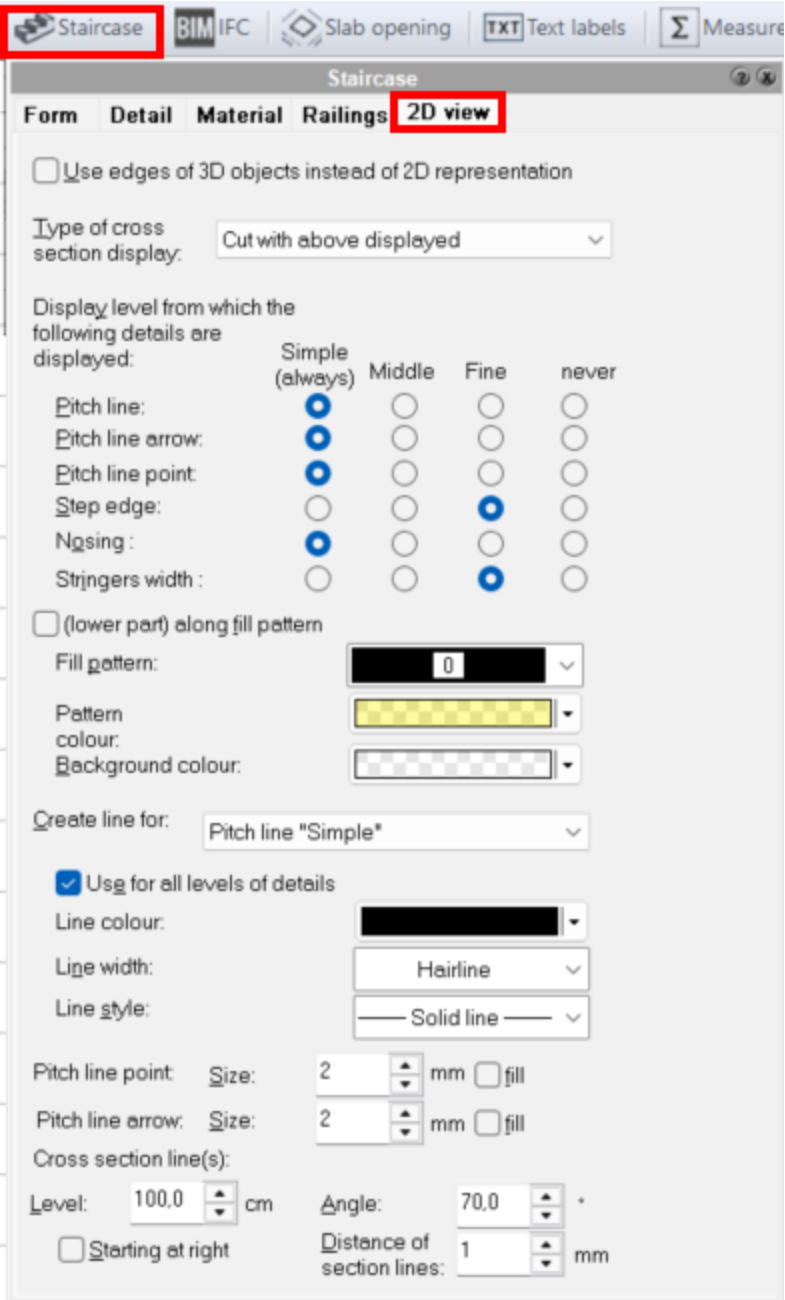 Staircase BIM IFC Slab opening TXT Text labels Σ Measure
Staircase
Form Detail Material Railings 2D view
Use edges of 3D objects instead of 2D representation
Type of cross
section display:
Cut with above displayed
Display level from which the
following details are
displayed:
Simple
(always) Middle Fine never
Pitch line:
Pitch line arrow:
Pitch line point:
Step edge:
Nosing :
Stringers width :
(lower part) along fill pattern
Fill pattern: 0
Pattern
colour:
Background colour:
Create line for: Pitch line "Simple"
Use for all levels of details
Line colour:
Line width: Hairline
Line style: Solid line
Pitch line point: Size: 2 mm fill
Pitch line arrow: Size: 2 mm fill
Cross section line(s):
Level: 100,0 cm Angle: 70,0 °
Starting at right
Distance of
section lines: 1 mm